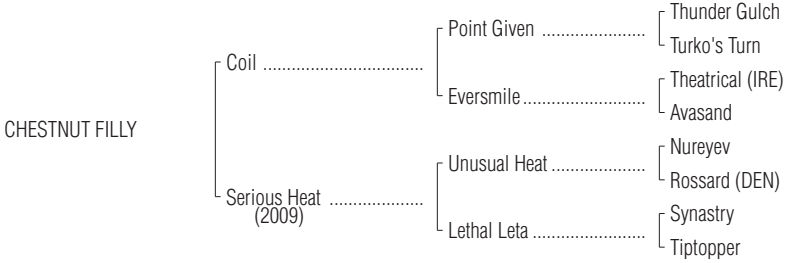 Thunder Gulch
Point Given ......................
Turko's Turn
Coil .................................
Theatrical (IRE)
Eversmile..........................
Avasand
CHESTNUT FILLY
Nureyev
Unusual Heat ....................
Rossard (DEN)
Serious Heat ...................
(2009)
Synastry
Lethal Leta ........................
Tiptopper